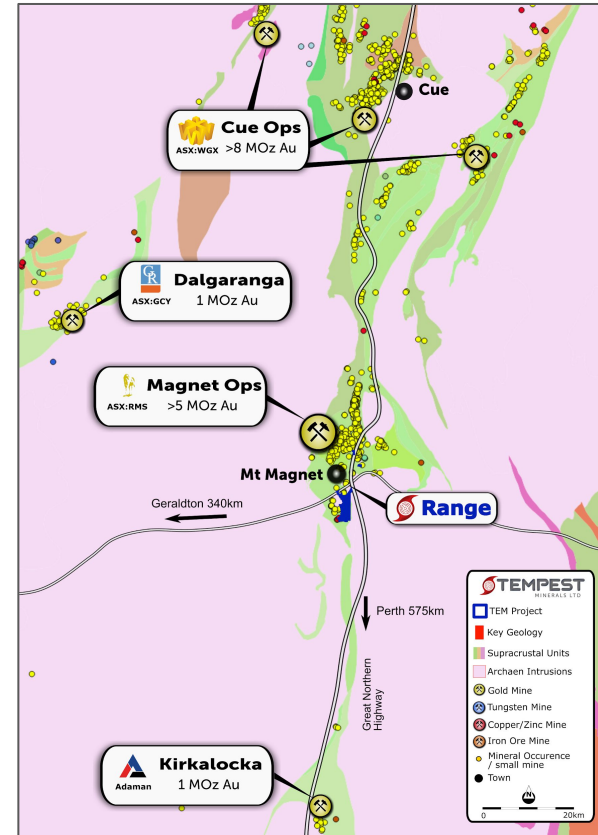 Cue
Cue Ops
ASX:WGX
>8 MOz Au
GR
Dalgaranga
ASX:GCY
1 MOz Au
Magnet Ops
ASX:RMS
>5 MOz Au
Mt Magnet
Geraldton 340km
Range
Perth 575km
Great Northern
Highway
Kirkalocka
Adaman
1 MOz Au
TEMPEST
MINERALS LTD
TEM Project
Key Geology
Supracrustal Units
Archaen Intrusions
Gold Mine
Tungsten Mine
Copper/Zinc Mine
Iron Ore Mine
Mineral Occurence
/ small mine
Town
N
0 20km